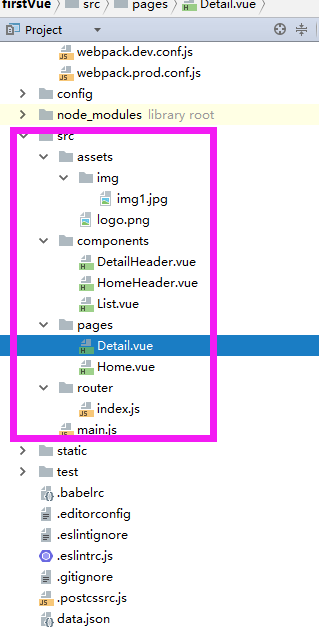 firstVue src pages Detail.vue
Project
webpack.dev.conf.js
webpack.prod.conf.js
config
node_modules library root
src
assets
img
img1.jpg
logo.png
components
DetailHeader.vue
HomeHeader.vue
List.vue
pages
Detail.vue
Home.vue
router
index.js
main.js
static
test
.babelrc
.editorconfig
.eslintignore
.eslintrc.js
.gitignore
.postcssrc.js
data.json